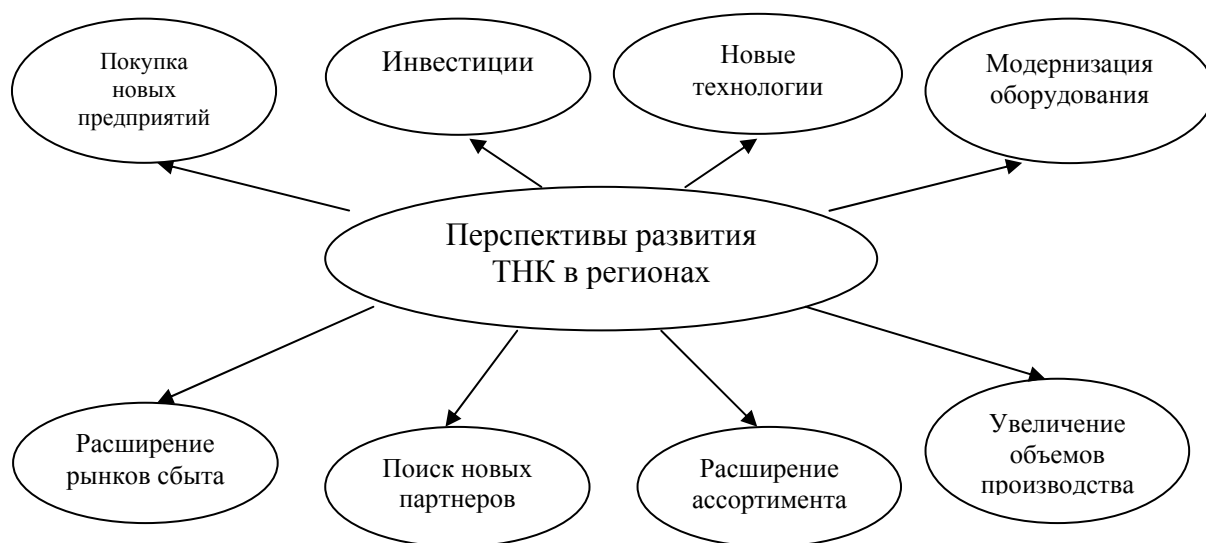 Покупка
новых
предприятий
Инвестиции
Новые
технологии
Модернизация
оборудования
Перспективы развития
ТНК в регионах
Расширение
рынков сбыта
Поиск новых
партнеров
Расширение
ассортимента
Увеличение
объемов
производства